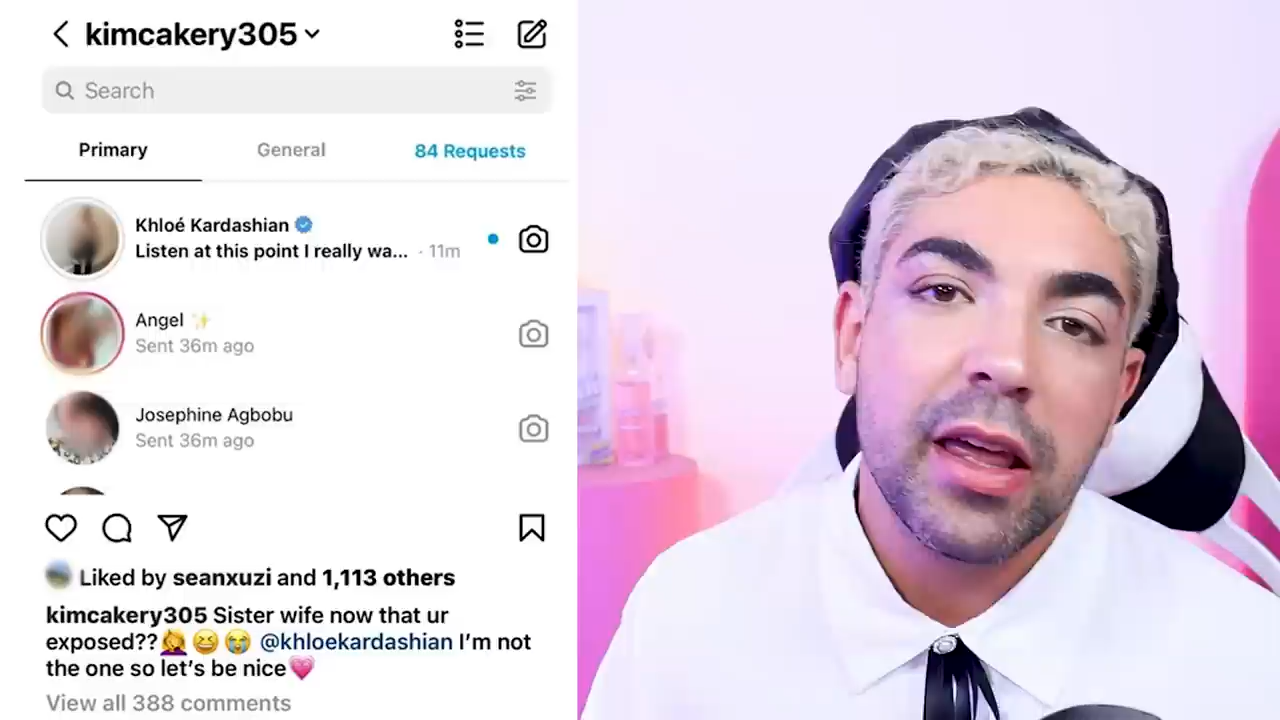 kimcakery305
Search
Primary General 84 Requests
Khloé Kardashian
Listen at this point I really wa... · 11m
Angel ✨
Sent 36m ago
Josephine Agbobu
Sent 36m ago
Liked by seanxuzi and 1,113 others
kimcakery305 Sister wife now that ur
exposed??🤦‍♀️😆😭 @khloekardashian I’m not
the one so let’s be nice💗
View all 388 comments